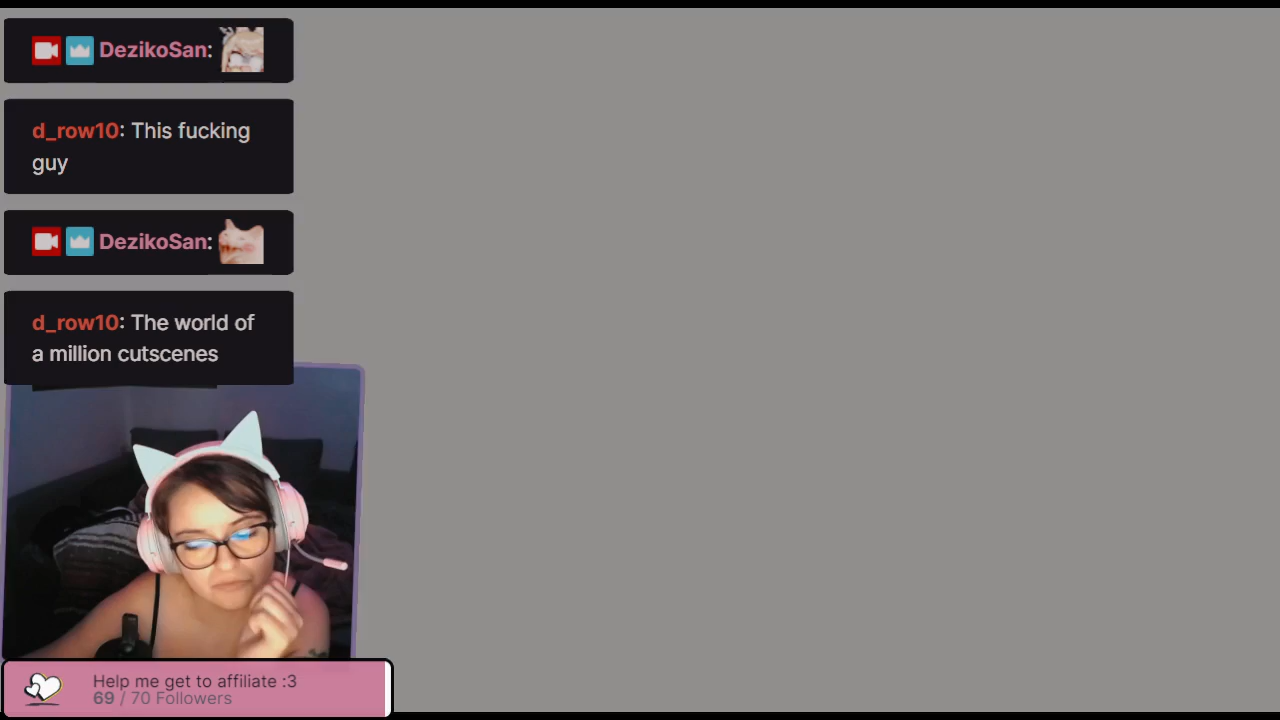 DezikoSan:
d_row10: This fucking
guy
DezikoSan:
d_row10: The world of
a million cutscenes
Help me get to affiliate :3
69 / 70 Followers